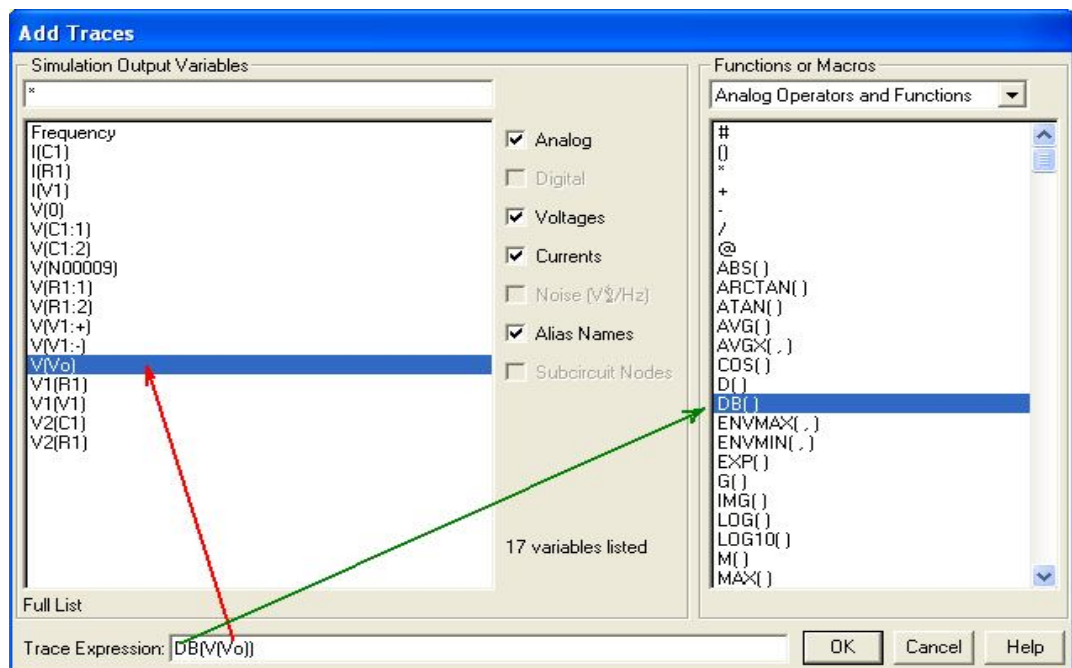 Add Traces
Simulation Output Variables
*
Frequency
I(C1)
I(R1)
I(V1)
V(0)
V(C1:1)
V(C1:2)
V(N00009)
V(R1:1)
V(R1:2)
V(V1:+)
V(V1:-)
V(Vo)
V1(R1)
V1(V1)
V2(C1)
V2(R1)
Full List
Analog
Digital
Voltages
Currents
Noise (V²/Hz)
Alias Names
Subcircuit Nodes
17 variables listed
Functions or Macros
Analog Operators and Functions
#
()
*
+
-
/
@
ABS( )
ARCTAN( )
ATAN( )
AVG( )
AVGX( , )
COS( )
D( )
DB( )
ENVMAX( , )
ENVMIN( , )
EXP( )
G( )
IMG( )
LOG( )
LOG10( )
M( )
MAX( )
Trace Expression: DB(V(Vo))
OK
Cancel
Help